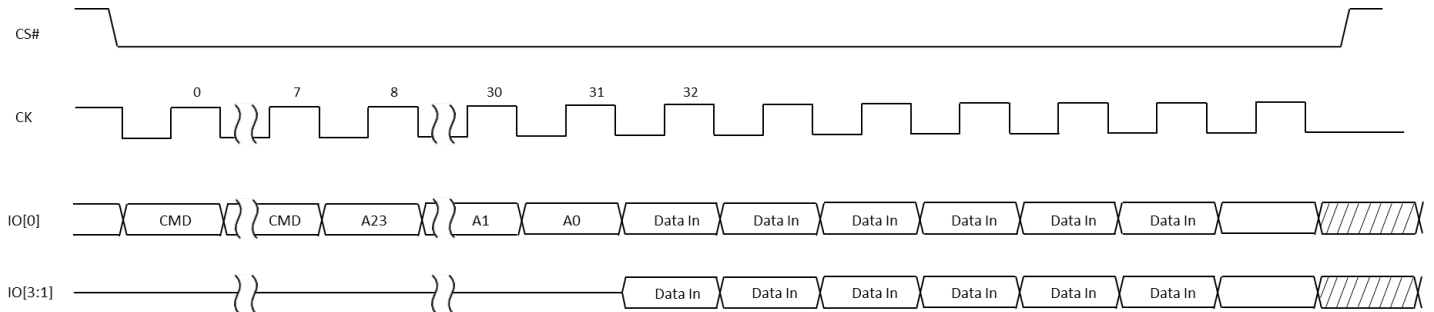 CS#
0 7 8 30 31 32
CK
IO[0] CMD CMD A23 A1 A0 Data In Data In Data In Data In Data In Data In
IO[3:1] Data In Data In Data In Data In Data In Data In